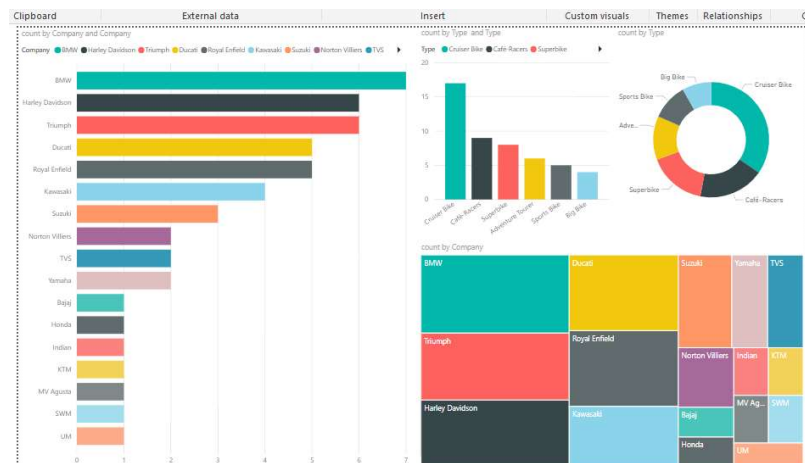 Clipboard External data Insert Custom visuals Themes Relationships
count by Company and Company
Company BMW Harley Davidson Triumph Ducati Royal Enfield Kawasaki Suzuki Norton Villiers TVS
BMW
Harley Davidson
Triumph
Ducati
Royal Enfield
Kawasaki
Suzuki
Norton Villiers
TVS
Yamaha
Bajaj
Honda
Indian
KTM
MV Agusta
SWM
UM
0 1 2 3 4 5 6 7
count by Type and Type
Type Cruiser Bike Café-Racers Superbike
20
15
10
5
0
Cruiser Bike
Café-Racers
Superbike
Adventure Tourer
Sports Bike
Big Bike
count by Type
Big Bike
Cruiser Bike
Sports Bike
Adve...
Superbike
Café-Racers
count by Company
BMW
Triumph
Harley Davidson
Ducati
Royal Enfield
Kawasaki
Suzuki
Yamaha
TVS
Norton Villiers
Indian
KTM
Bajaj
MV Ag...
SWM
Honda
UM